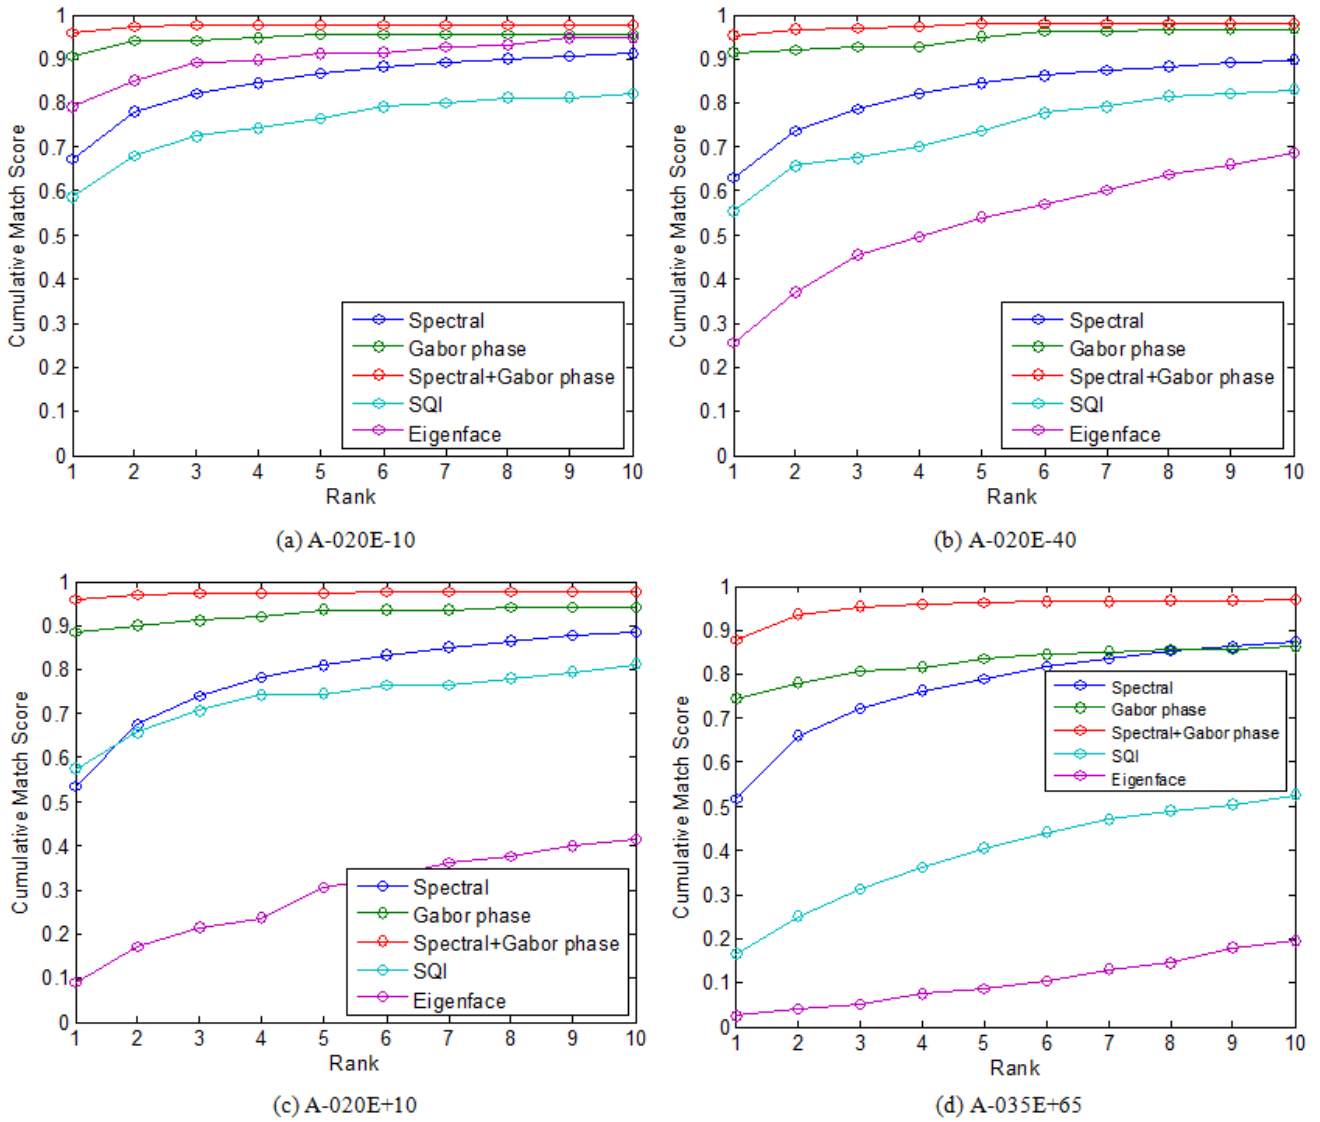 1
0.9
0.8
0.7
0.6
0.5
0.4
0.3
0.2
0.1
0
Cumulative Match Score
Spectral
Gabor phase
Spectral+Gabor phase
SQI
Eigenface
1 2 3 4 5 6 7 8 9 10
Rank
(a) A-020E-10
1
0.9
0.8
0.7
0.6
0.5
0.4
0.3
0.2
0.1
0
Cumulative Match Score
Spectral
Gabor phase
Spectral+Gabor phase
SQI
Eigenface
1 2 3 4 5 6 7 8 9 10
Rank
(b) A-020E-40
1
0.9
0.8
0.7
0.6
0.5
0.4
0.3
0.2
0.1
0
Cumulative Match Score
Spectral
Gabor phase
Spectral+Gabor phase
SQI
Eigenface
1 2 3 4 5 6 7 8 9 10
Rank
(c) A-020E+10
1
0.9
0.8
0.7
0.6
0.5
0.4
0.3
0.2
0.1
0
Cumulative Match Score
Spectral
Gabor phase
Spectral+Gabor phase
SQI
Eigenface
1 2 3 4 5 6 7 8 9 10
Rank
(d) A-035E+65